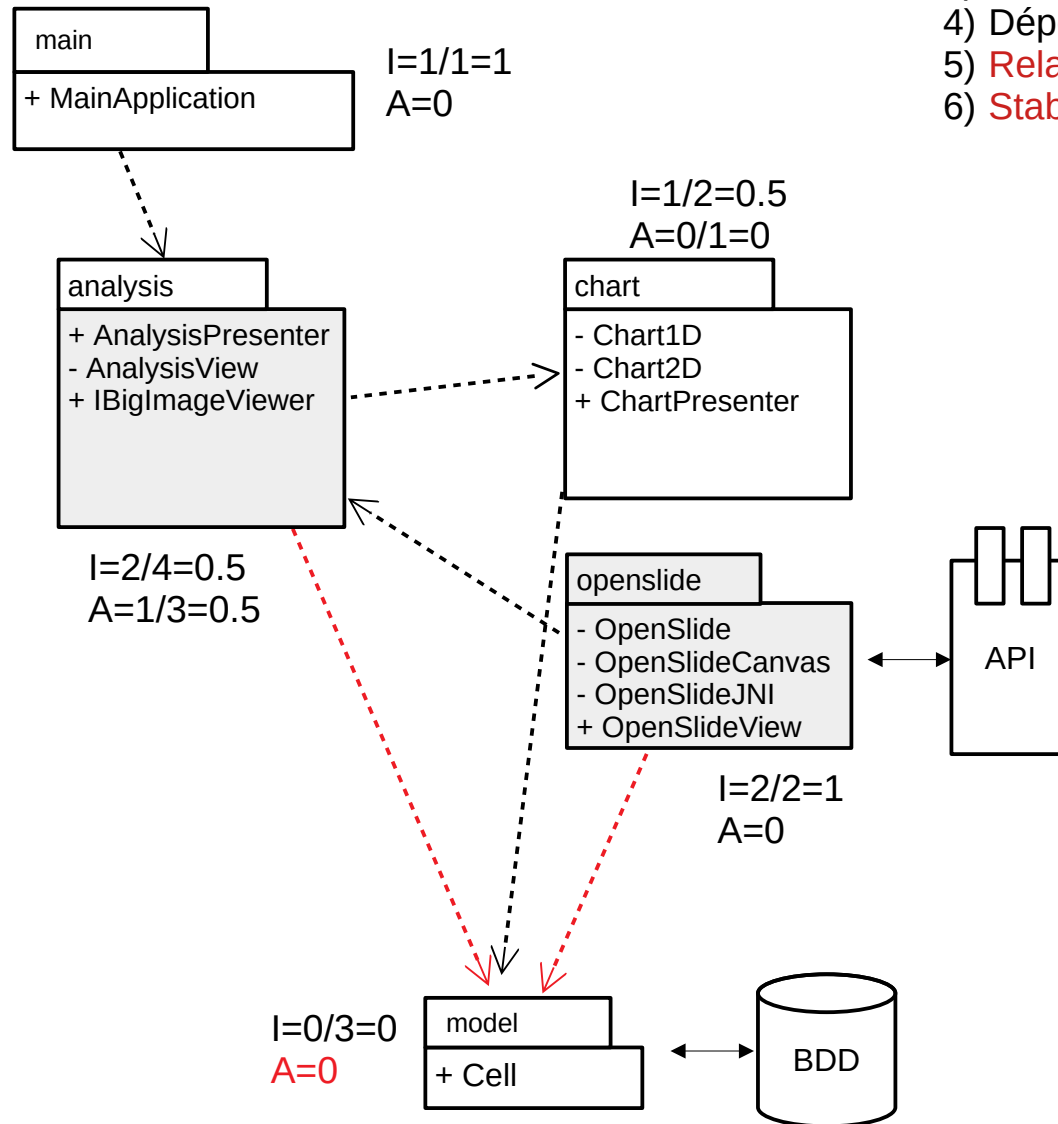 4) Dép
5) Rela
6) Stab
main
+ MainApplication
I=1/1=1
A=0
I=1/2=0.5
A=0/1=0
analysis
+ AnalysisPresenter
- AnalysisView
+ IBigImageViewer
chart
- Chart1D
- Chart2D
+ ChartPresenter
I=2/4=0.5
A=1/3=0.5
openslide
- OpenSlide
- OpenSlideCanvas
- OpenSlideJNI
+ OpenSlideView
API
I=2/2=1
A=0
I=0/3=0
A=0
model
+ Cell
BDD